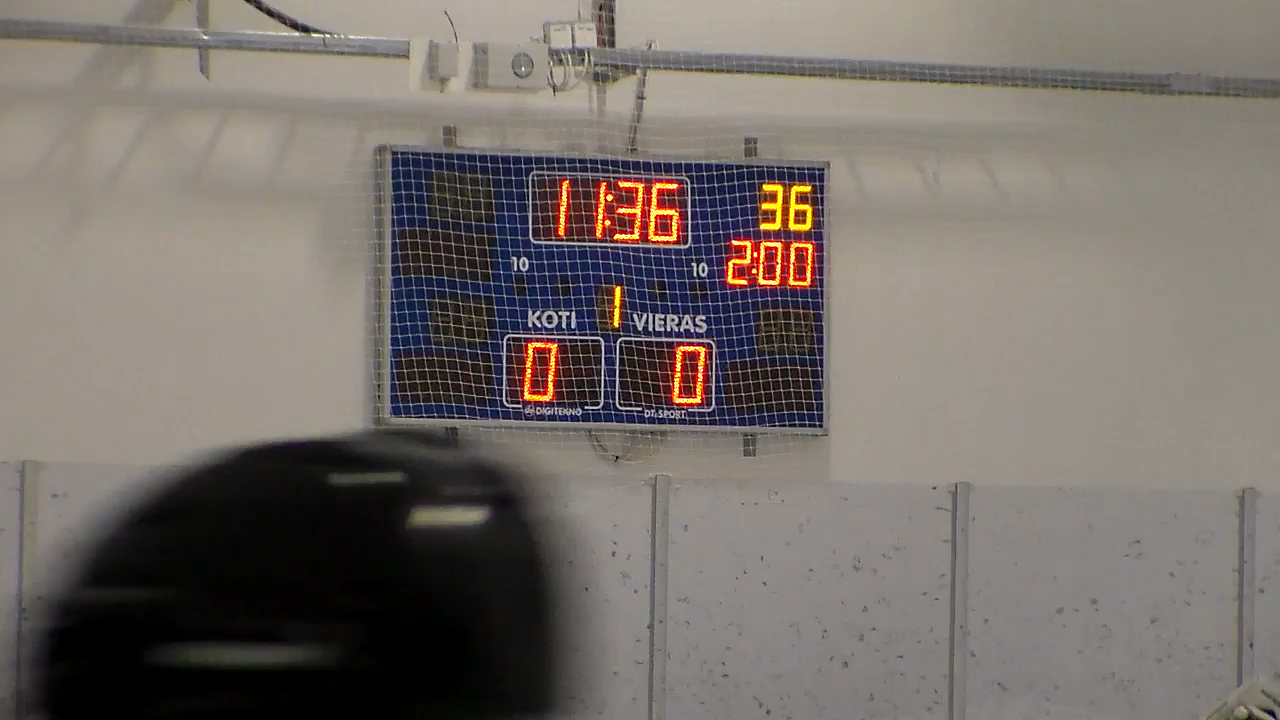 11:36
36
2:00
10
10
1
KOTI
VIERAS
0
0
DIGITEKNO
DT-SPORT